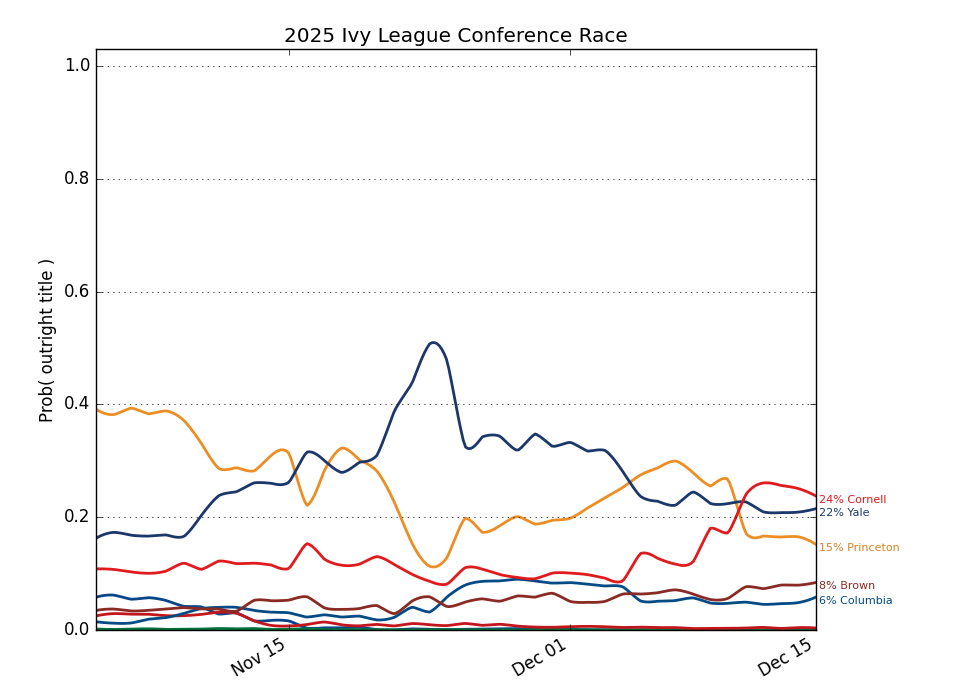 2025 Ivy League Conference Race
1.0
0.8
0.6
0.4
0.2
0.0
Prob( outright title )
24% Cornell
22% Yale
15% Princeton
8% Brown
6% Columbia
Nov 15
Dec 01
Dec 15